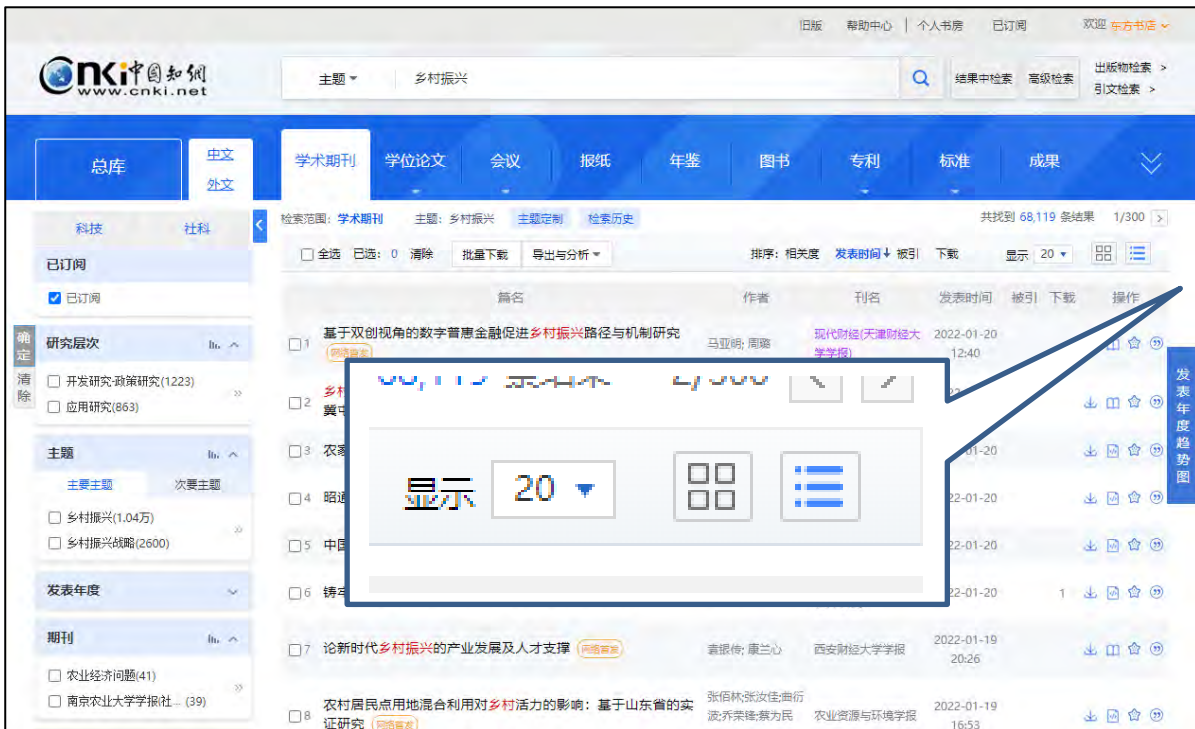 旧版 帮助中心 | 个人书房 已订阅 欢迎 东方书店
cnki中国知网
www.cnki.net
主题 乡村振兴 结果中检索 高级检索
出版物检索 >
引文检索 >
总库
中文
外文
学术期刊 学位论文 会议 报纸 年鉴 图书 专利 标准 成果
科技 社科
检索范围: 学术期刊 主题: 乡村振兴 主题定制 检索历史 共找到 68,119 条结果 1/300 >
全选 已选: 0 清除 批量下载 导出与分析 排序: 相关度 发表时间↓ 被引 下载 显示 20
已订阅
已订阅
篇名 作者 刊名 发表时间 被引 下载 操作
确定
清除
研究层次
开发研究-政策研究(1223)
应用研究(863)
主题
主要主题 次要主题
乡村振兴(1.04万)
乡村振兴战略(2600)
发表年度
期刊
农业经济问题(41)
南京农业大学学报(社... (39)
1 基于双创视角的数字普惠金融促进乡村振兴路径与机制研究 马亚明; 周璐 现代财经(天津财经大学学报) 2022-01-20 12:40
网络首发
2 乡村
3 农家 01-20
4 昭通 22-01-20
5 中国 22-01-20
6 铸牢 22-01-20 1
显示 20
7 论新时代乡村振兴的产业发展及人才支撑 网络首发 袁银传; 康兰心 西安财经大学学报 2022-01-19 20:26
8 农村居民点用地混合利用对乡村活力的影响: 基于山东省的实证研究 网络首发 张佰林;张汝佳;曲衍波;乔荣锋;蔡为民 农业资源与环境学报 2022-01-19 16:53
发表年度趋势图